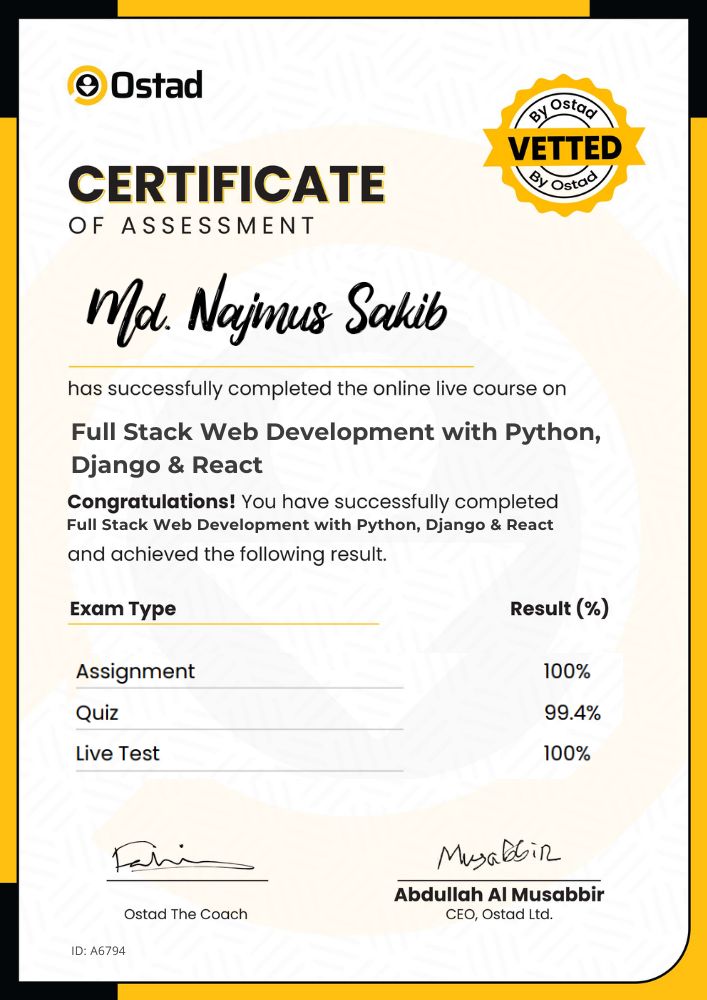 Ostad
By Ostad
VETTED
By Ostad
CERTIFICATE
OF ASSESSMENT
Md. Najmus Sakib
has successfully completed the online live course on
Full Stack Web Development with Python,
Django & React
Congratulations! You have successfully completed
Full Stack Web Development with Python, Django & React
and achieved the following result.
Exam Type Result (%)
Assignment 100%
Quiz 99.4%
Live Test 100%
Fahim Musabbir
Abdullah Al Musabbir
Ostad The Coach CEO, Ostad Ltd.
ID: A6794